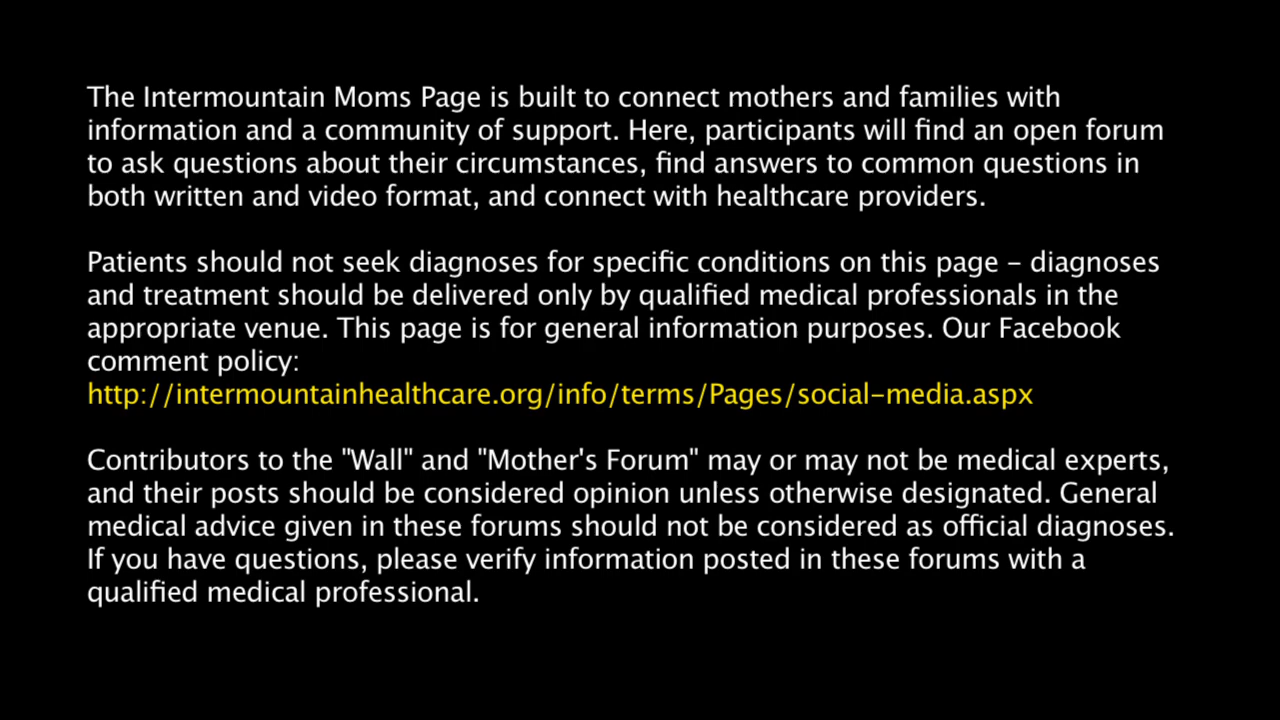 The Intermountain Moms Page is built to connect mothers and families with
information and a community of support. Here, participants will find an open forum
to ask questions about their circumstances, find answers to common questions in
both written and video format, and connect with healthcare providers.
Patients should not seek diagnoses for specific conditions on this page – diagnoses
and treatment should be delivered only by qualified medical professionals in the
appropriate venue. This page is for general information purposes. Our Facebook
comment policy:
http://intermountainhealthcare.org/info/terms/Pages/social-media.aspx
Contributors to the "Wall" and "Mother's Forum" may or may not be medical experts,
and their posts should be considered opinion unless otherwise designated. General
medical advice given in these forums should not be considered as official diagnoses.
If you have questions, please verify information posted in these forums with a
qualified medical professional.